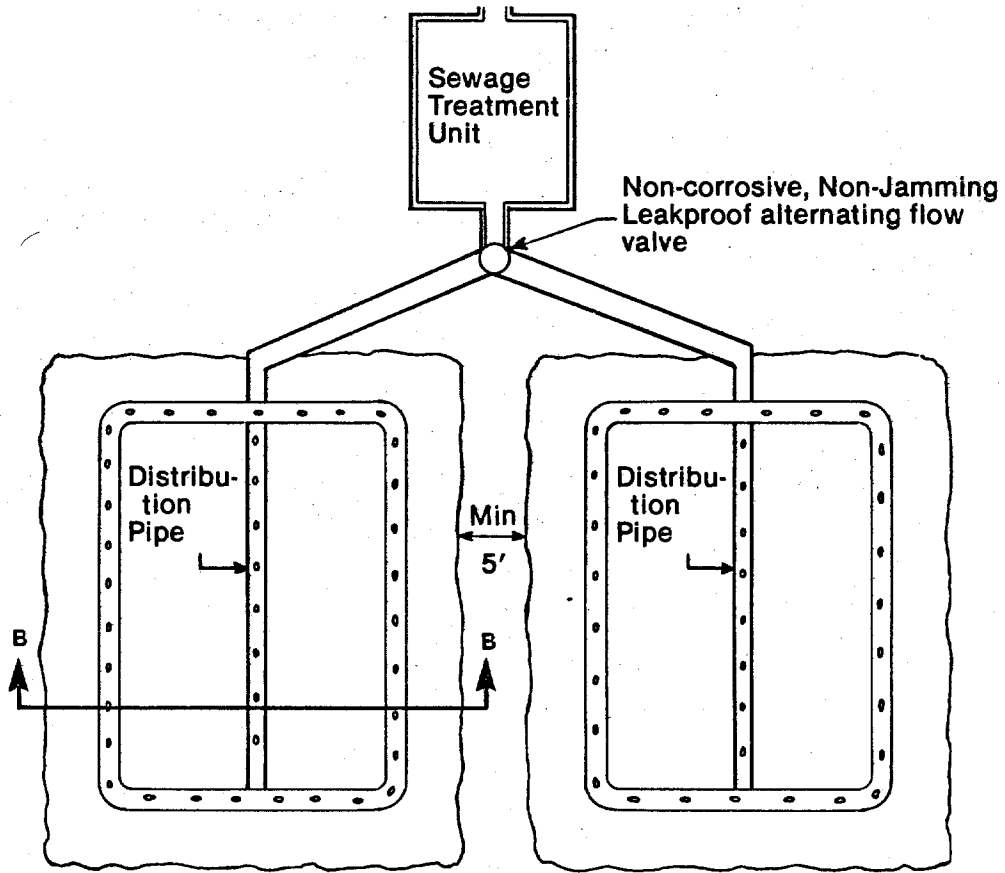 Sewage
Treatment
Unit
Non-corrosive, Non-Jamming
Leakproof alternating flow
valve
Distribu-
tion
Pipe
Min
5′
Distribu-
tion
Pipe
B
B